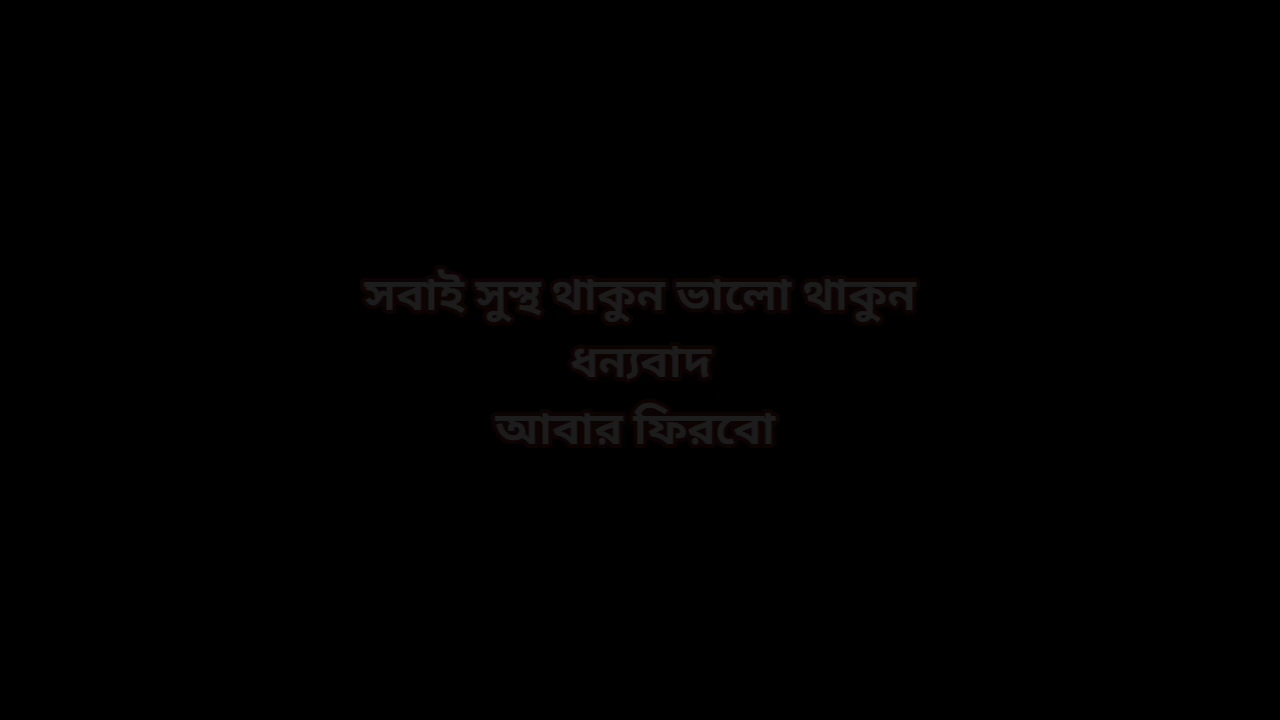 সবাই সুস্থ থাকুন ভালো থাকুন
ধন্যবাদ
আবার ফিরবো